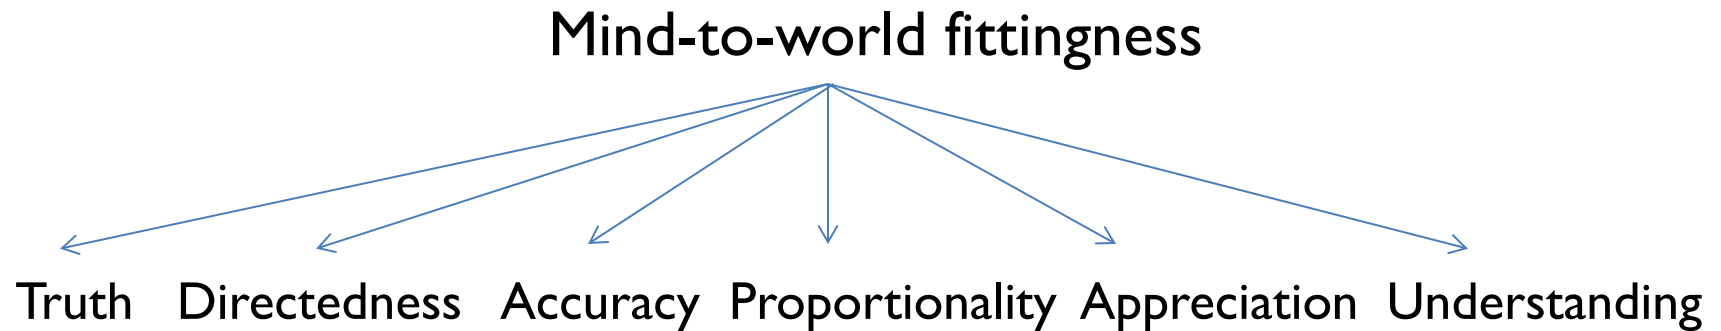 Mind-to-world fittingness
Truth Directedness Accuracy Proportionality Appreciation Understanding